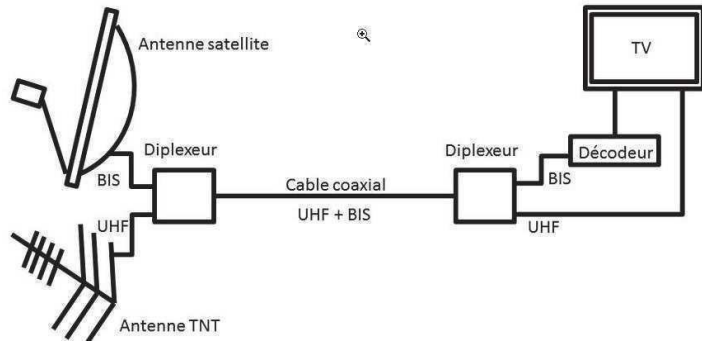 Antenne satellite
TV
Diplexeur
Diplexeur
Décodeur
BIS
Cable coaxial
BIS
UHF
UHF + BIS
UHF
Antenne TNT